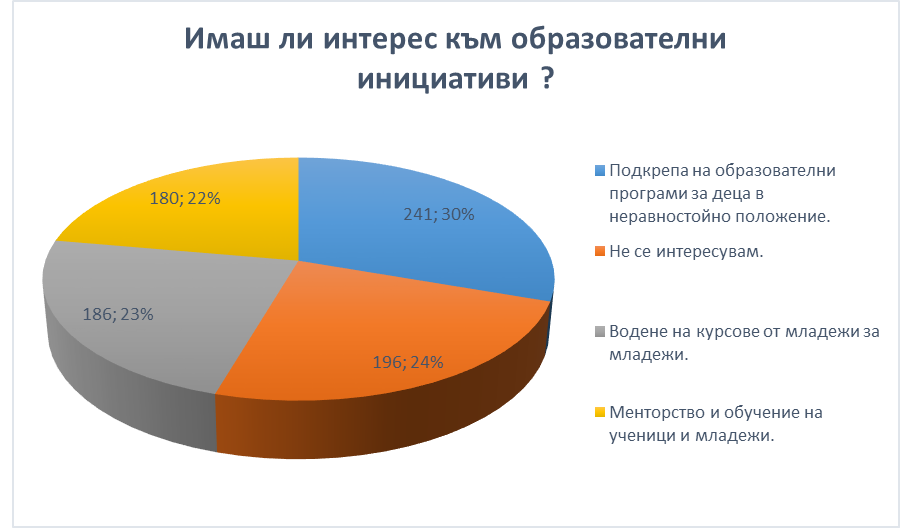 Имаш ли интерес към образователни
инициативи ?
241; 30%
196; 24%
186; 23%
180; 22%
Подкрепа на образователни
програми за деца в
неравностойно положение.
Не се интересувам.
Водене на курсове от младежи за
младежи.
Менторство и обучение на
ученици и младежи.